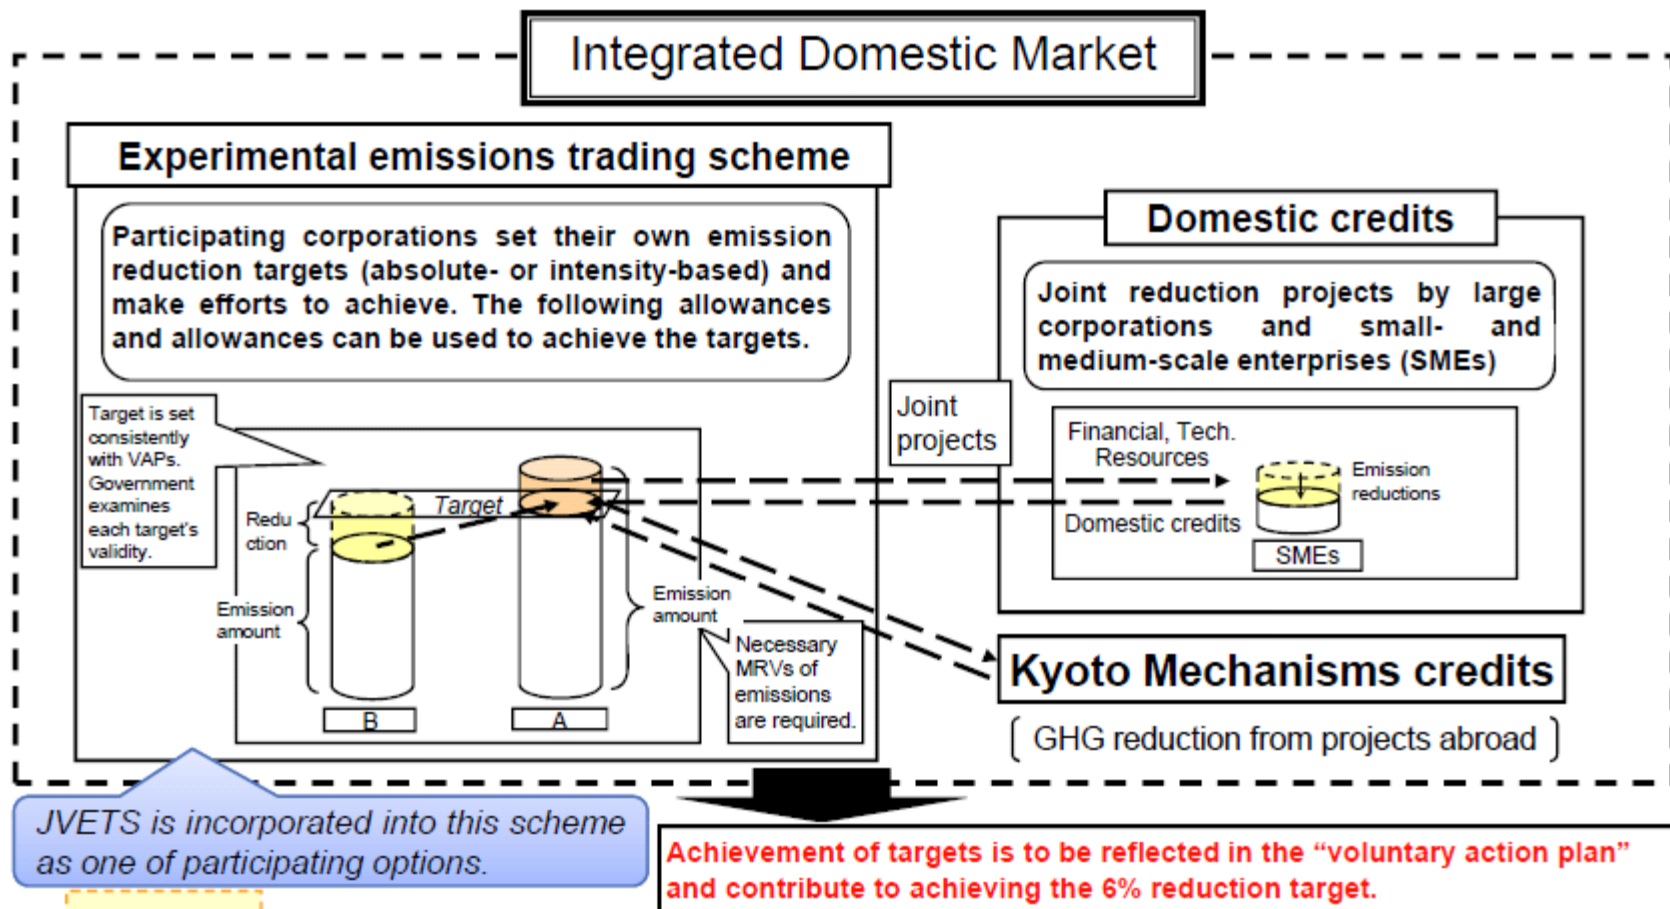 Integrated Domestic Market
Experimental emissions trading scheme
Participating corporations set their own emission
reduction targets (absolute- or intensity-based) and
make efforts to achieve. The following allowances
and allowances can be used to achieve the targets.
Target is set
consistently
with VAPs.
Government
examines
each target's
validity.
Redu
ction
Target
Emission
amount
Emission
amount
B
A
Necessary
MRVs of
emissions
are required.
Joint
projects
Domestic credits
Joint reduction projects by large
corporations and small- and
medium-scale enterprises (SMEs)
Financial, Tech.
Resources
Emission
reductions
Domestic credits
SMEs
Kyoto Mechanisms credits
GHG reduction from projects abroad
JVETS is incorporated into this scheme
as one of participating options.
Achievement of targets is to be reflected in the “voluntary action plan”
and contribute to achieving the 6% reduction target.